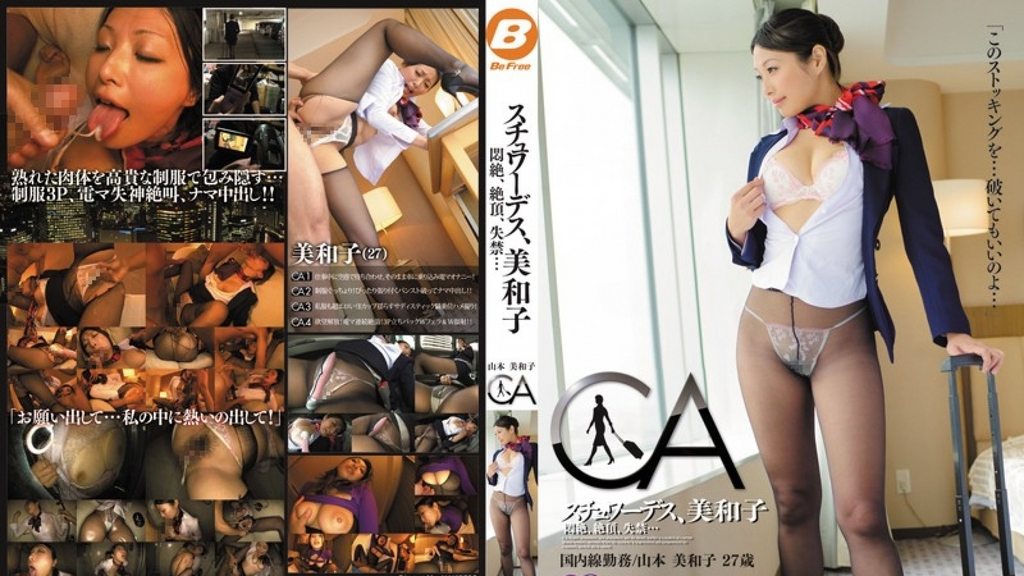 熟れた肉体を高貴な制服で包み隠す…
制服3P、電マ失神絶叫、ナマ中出し!!
美和子(27)
CA1
CA2
CA3
CA4
「お願い出して…私の中に熱いの出して!」
B
Be Free
スチュワーデス、美和子
悶絶、絶頂、失禁…
山本 美和子
CA
「このストッキングを…破いてもいいのよ…
CA
スチュワーデス、美和子
悶絶、絶頂、失禁…
国内線勤務/山本 美和子 27歳